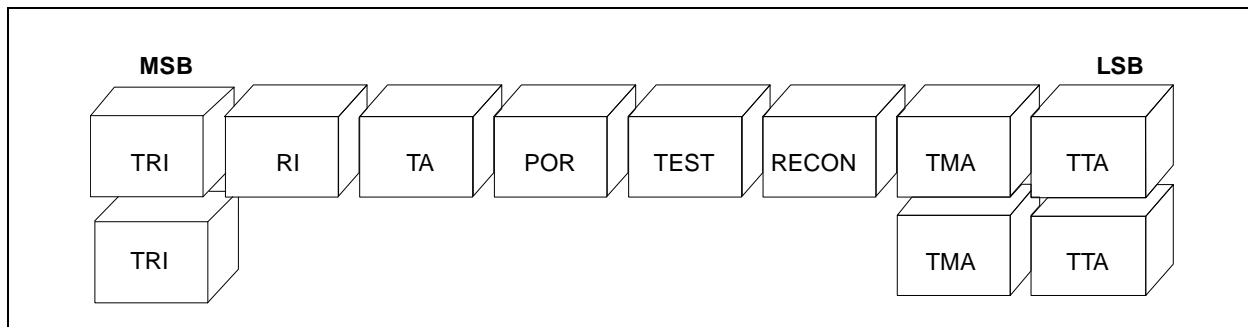 MSB LSB
TRI RI TA POR TEST RECON TMA TTA
TRI TMA TTA